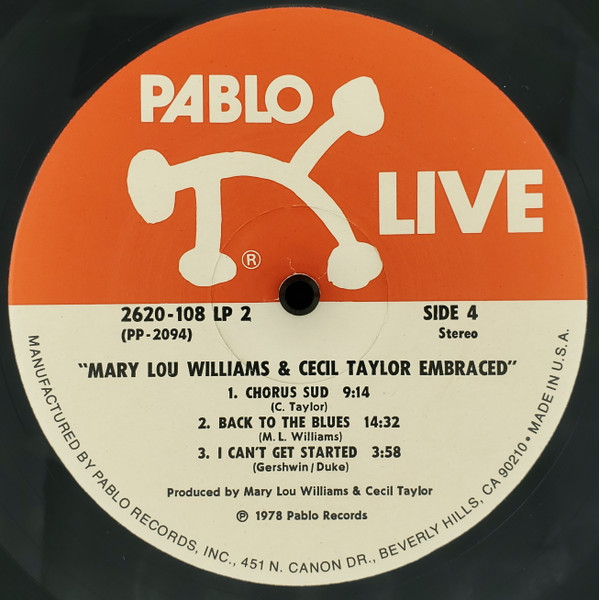 PABLO
LIVE
®
2620-108 LP 2
SIDE 4
(PP-2094)
Stereo
"MARY LOU WILLIAMS & CECIL TAYLOR EMBRACED"
1. CHORUS SUD 9:14
(C. Taylor)
2. BACK TO THE BLUES 14:32
(M. L. Williams)
3. I CAN'T GET STARTED 3:58
(Gershwin/Duke)
Produced by Mary Lou Williams & Cecil Taylor
℗ 1978 Pablo Records
MANUFACTURED BY PABLO RECORDS, INC., 451 N. CANON DR., BEVERLY HILLS, CA 90210 • MADE IN U.S.A.